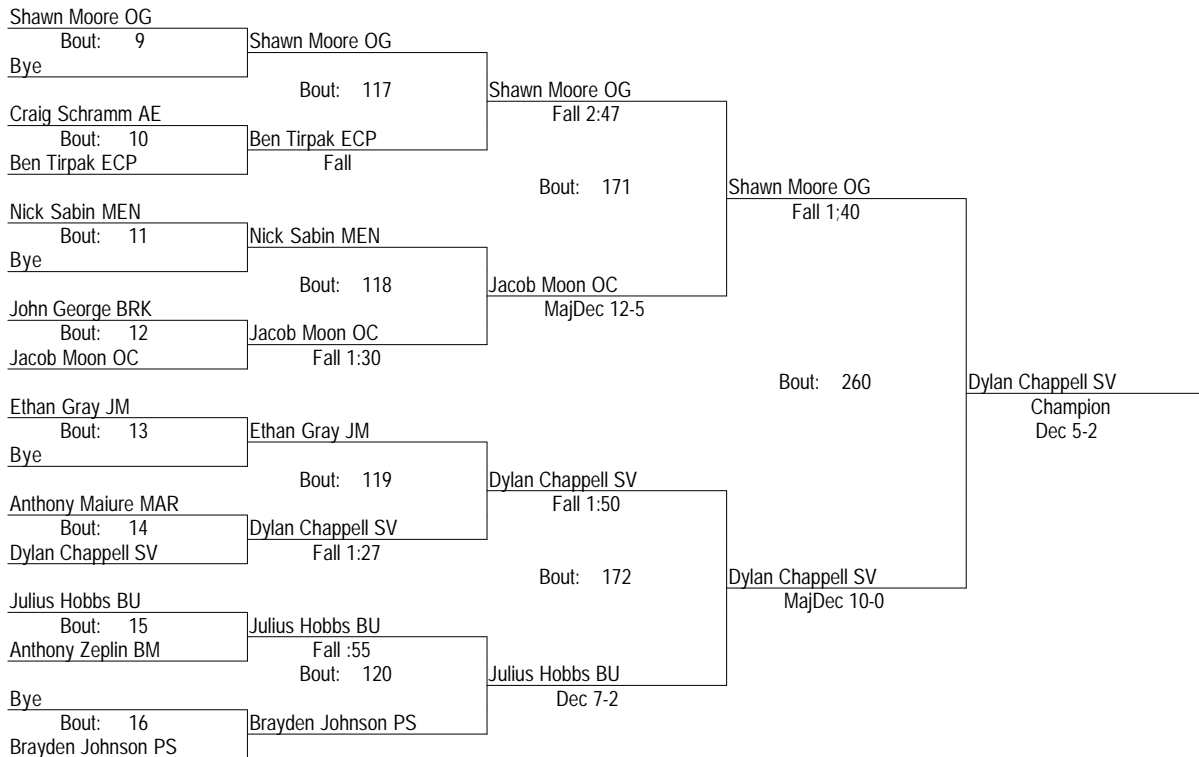 Shawn Moore OG
Bout: 9
Shawn Moore OG
Bye
Bout: 117
Shawn Moore OG
Craig Schramm AE
Fall 2:47
Bout: 10
Ben Tirpak ECP
Ben Tirpak ECP
Fall
Bout: 171
Shawn Moore OG
Nick Sabin MEN
Fall 1;40
Bout: 11
Nick Sabin MEN
Bye
Bout: 118
Jacob Moon OC
John George BRK
MajDec 12-5
Bout: 12
Jacob Moon OC
Jacob Moon OC
Fall 1:30
Bout: 260
Dylan Chappell SV
Ethan Gray JM
Champion
Bout: 13
Ethan Gray JM
Dec 5-2
Bye
Bout: 119
Dylan Chappell SV
Anthony Maiure MAR
Fall 1:50
Bout: 14
Dylan Chappell SV
Dylan Chappell SV
Fall 1:27
Bout: 172
Dylan Chappell SV
Julius Hobbs BU
MajDec 10-0
Bout: 15
Julius Hobbs BU
Anthony Zeplin BM
Fall :55
Bout: 120
Julius Hobbs BU
Bye
Dec 7-2
Bout: 16
Brayden Johnson PS
Brayden Johnson PS